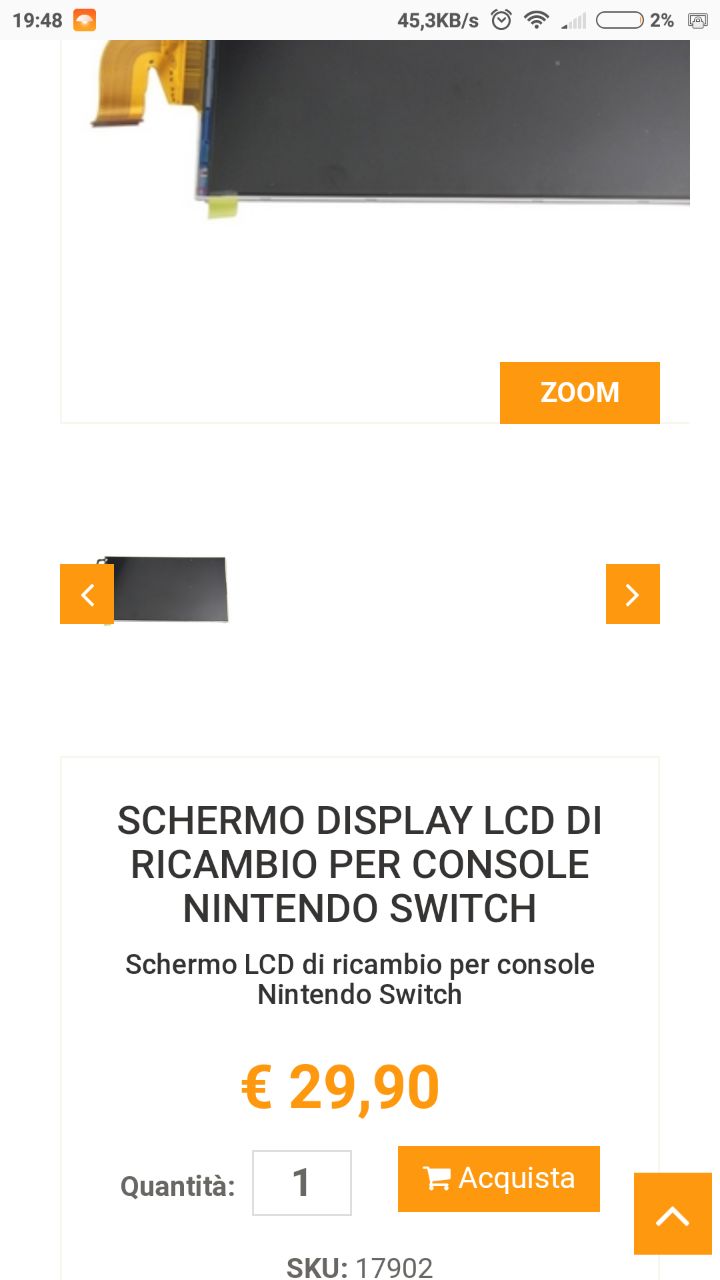 19:48 45,3KB/s 2%
ZOOM
SCHERMO DISPLAY LCD DI
RICAMBIO PER CONSOLE
NINTENDO SWITCH
Schermo LCD di ricambio per console
Nintendo Switch
€ 29,90
Quantità: 1 Acquista
SKU: 17902